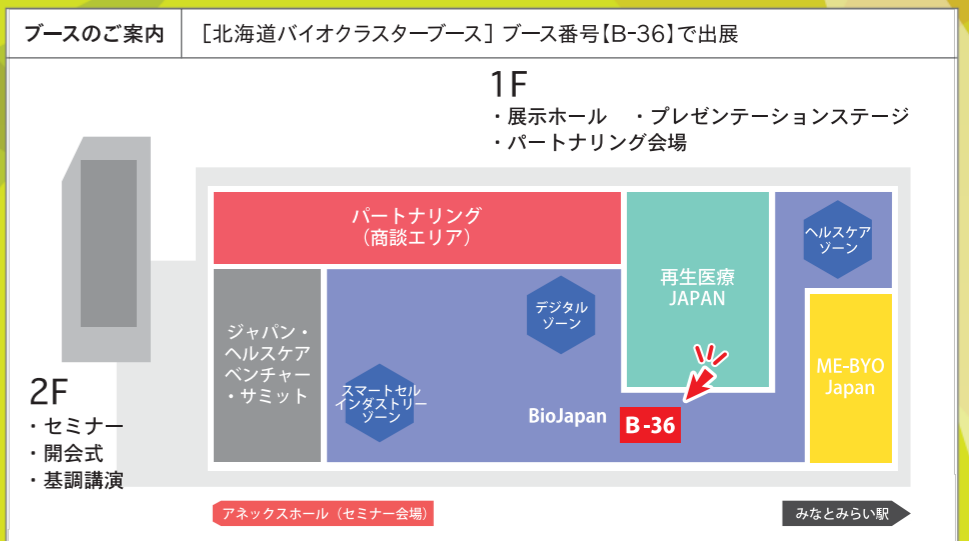 ブースのご案内
[北海道バイオクラスターブース] ブース番号【B-36】で出展
1F
・展示ホール ・プレゼンテーションステージ
・パートナリング会場
パートナリング
（商談エリア）
再生医療
JAPAN
ヘルスケア
ゾーン
デジタル
ゾーン
ジャパン・
ヘルスケア
ベンチャー
・サミット
スマートセル
インダストリー
ゾーン
BioJapan
B-36
ME-BYO
Japan
2F
・セミナー
・開会式
・基調講演
アネックスホール（セミナー会場）
みなとみらい駅